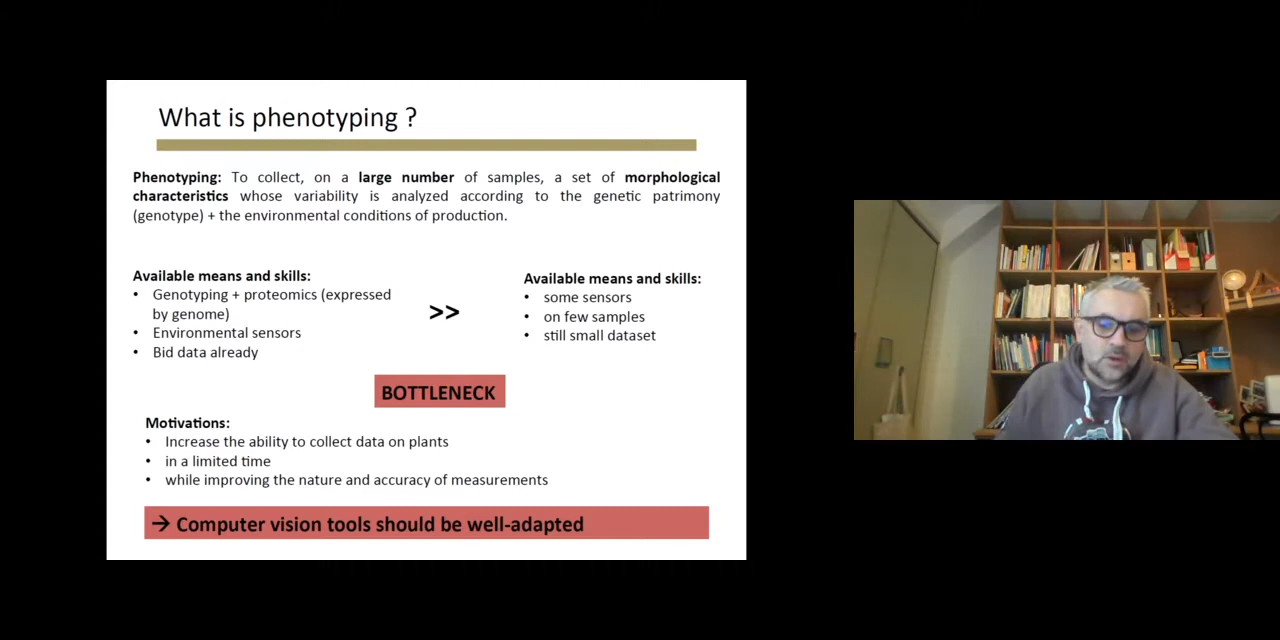 What is phenotyping ?
Phenotyping: To collect, on a large number of samples, a set of morphological
characteristics whose variability is analyzed according to the genetic patrimony
(genotype) + the environmental conditions of production.
Available means and skills:
• Genotyping + proteomics (expressed
by genome)
• Environmental sensors
• Bid data already
>>
Available means and skills:
• some sensors
• on few samples
• still small dataset
BOTTLENECK
Motivations:
• Increase the ability to collect data on plants
• in a limited time
• while improving the nature and accuracy of measurements
→ Computer vision tools should be well-adapted